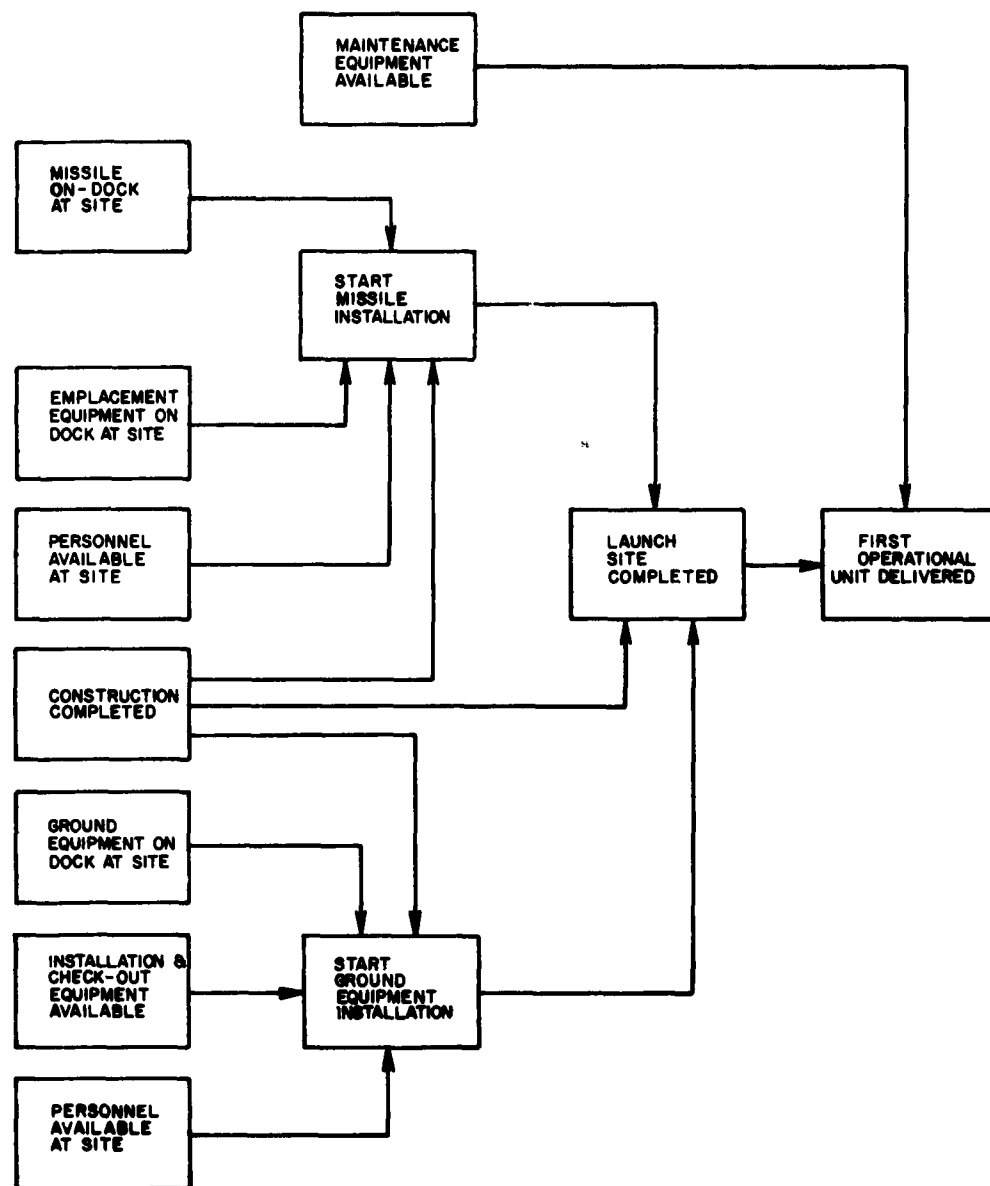 MAINTENANCE
EQUIPMENT
AVAILABLE
MISSILE
ON-DOCK
AT SITE
START
MISSILE
INSTALLATION
EMPLACEMENT
EQUIPMENT ON
DOCK AT SITE
PERSONNEL
AVAILABLE
AT SITE
LAUNCH
SITE
COMPLETED
FIRST
OPERATIONAL
UNIT DELIVERED
CONSTRUCTION
COMPLETED
GROUND
EQUIPMENT ON
DOCK AT SITE
INSTALLATION &
CHECK-OUT
EQUIPMENT
AVAILABLE
START
GROUND
EQUIPMENT
INSTALLATION
PERSONNEL
AVAILABLE
AT SITE